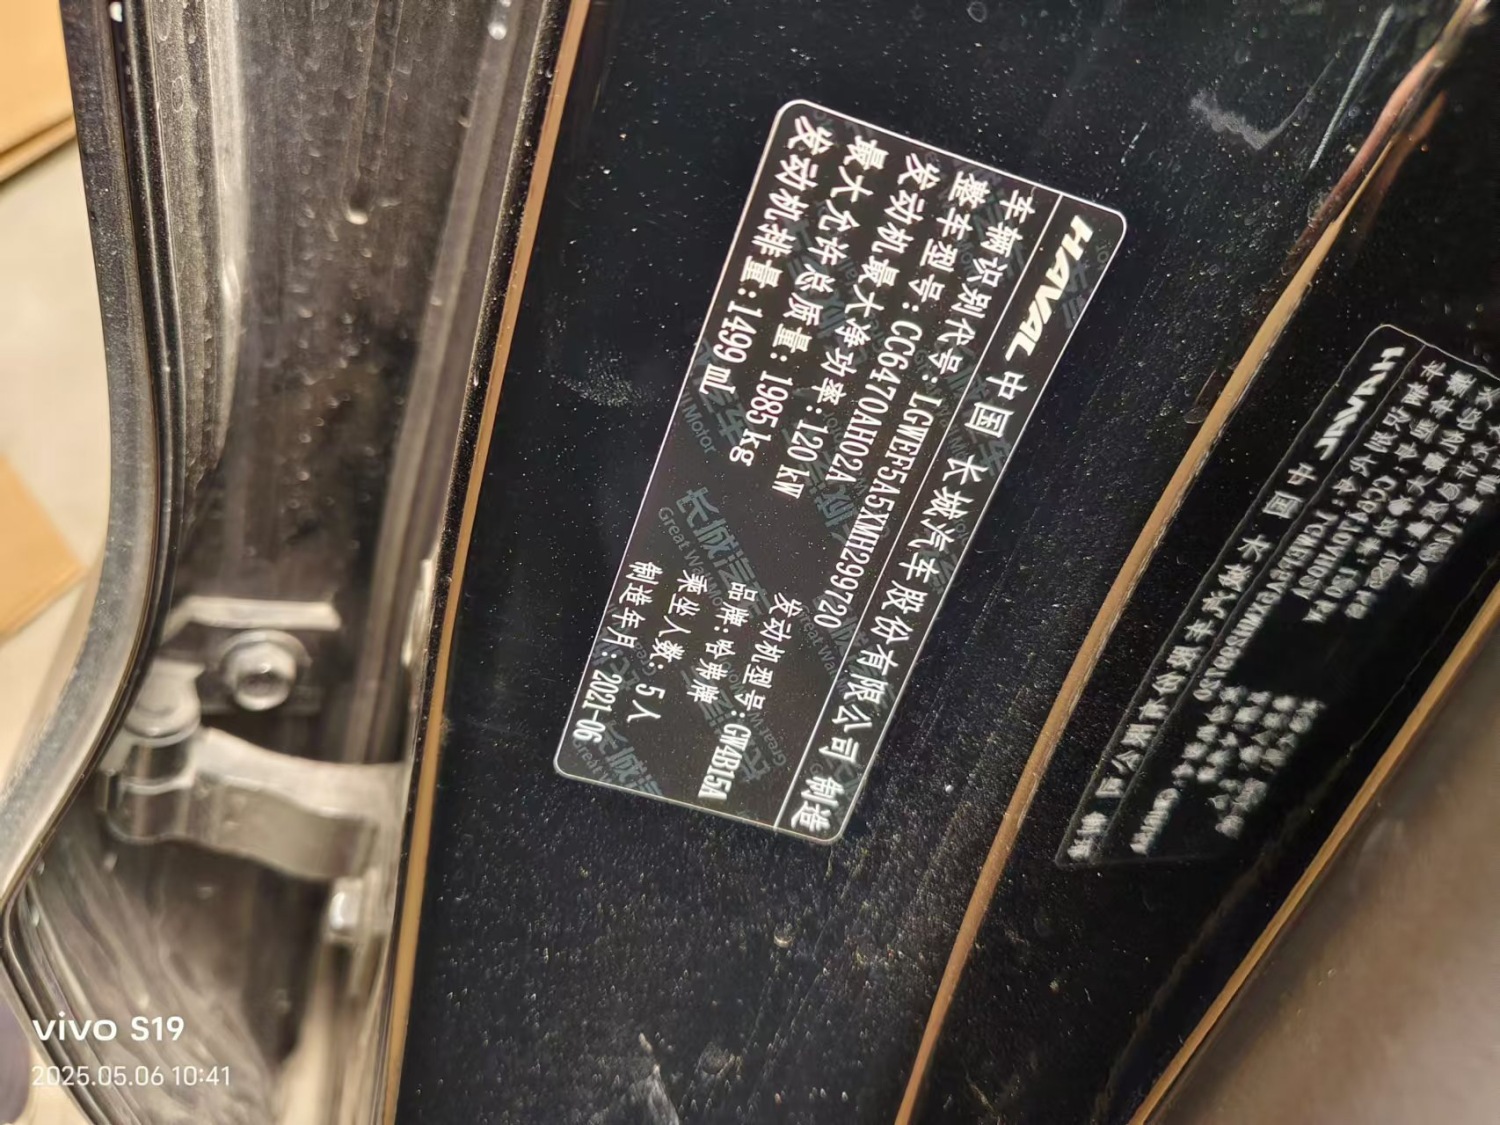 HAVAL 中国 长城汽车股份有限公司 制造
车辆识别代号:LGWEF5A5XMH299720
整车型号:CC6470AH02A 发动机型号:GW4B15A
发动机最大净功率:120 kW 品牌:哈弗牌
最大允许总质量:1985 kg 乘坐人数:5 人
发动机排量:1499 mL 制造年月:2021-06
vivo S19
2025.05.06 10:41